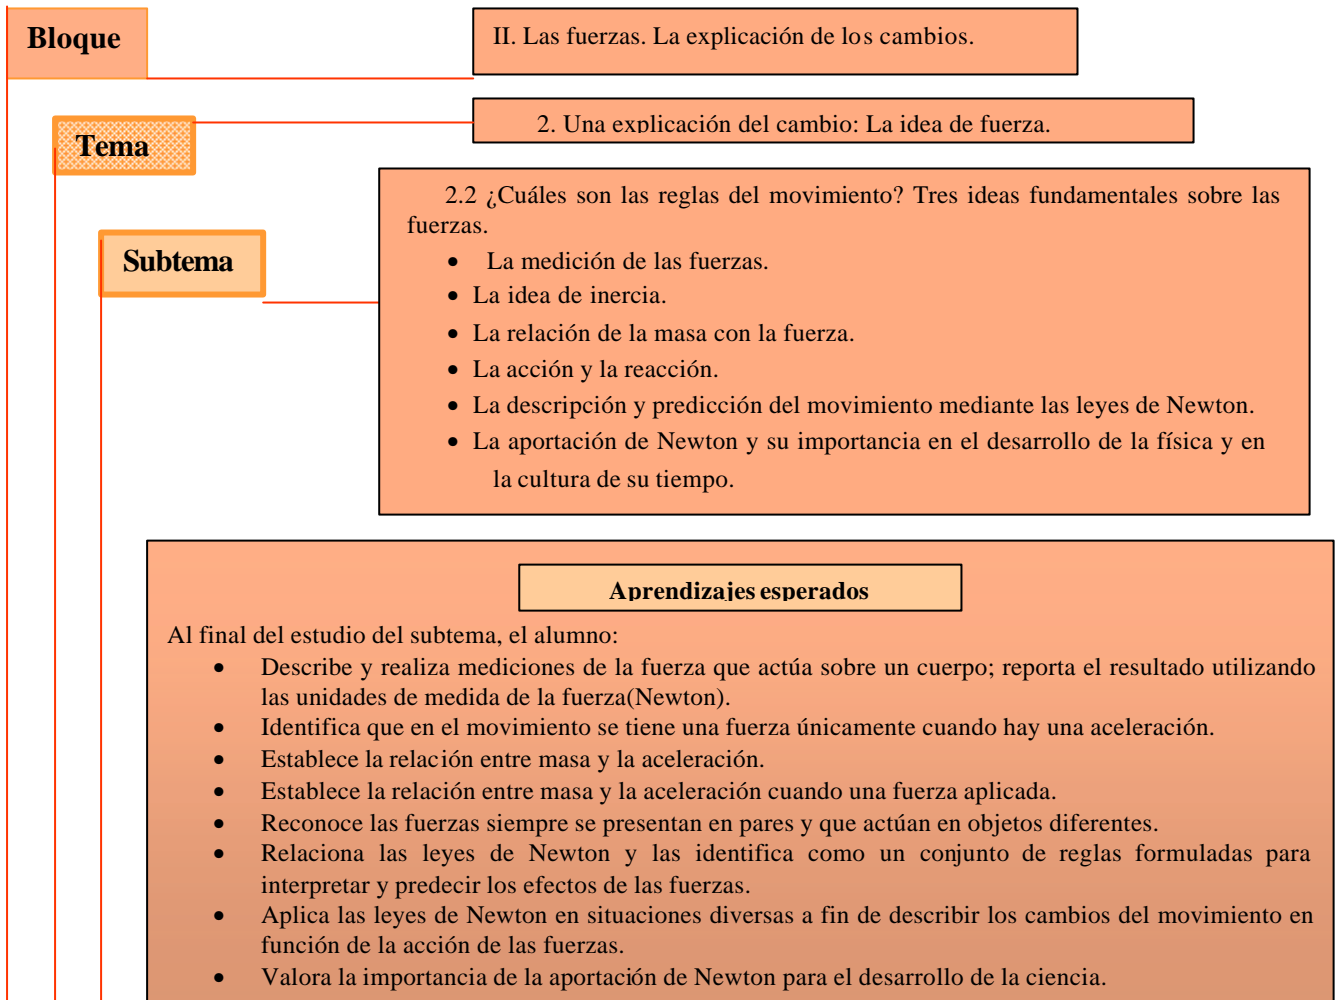 Bloque
II. Las fuerzas. La explicación de los cambios.
Tema
2. Una explicación del cambio: La idea de fuerza.
Subtema
2.2 ¿Cuáles son las reglas del movimiento? Tres ideas fundamentales sobre las
fuerzas.
• La medición de las fuerzas.
• La idea de inercia.
• La relación de la masa con la fuerza.
• La acción y la reacción.
• La descripción y predicción del movimiento mediante las leyes de Newton.
• La aportación de Newton y su importancia en el desarrollo de la física y en
la cultura de su tiempo.
Aprendizajes esperados
Al final del estudio del subtema, el alumno:
• Describe y realiza mediciones de la fuerza que actúa sobre un cuerpo; reporta el resultado utilizando
las unidades de medida de la fuerza(Newton).
• Identifica que en el movimiento se tiene una fuerza únicamente cuando hay una aceleración.
• Establece la relación entre masa y la aceleración.
• Establece la relación entre masa y la aceleración cuando una fuerza aplicada.
• Reconoce las fuerzas siempre se presentan en pares y que actúan en objetos diferentes.
• Relaciona las leyes de Newton y las identifica como un conjunto de reglas formuladas para
interpretar y predecir los efectos de las fuerzas.
• Aplica las leyes de Newton en situaciones diversas a fin de describir los cambios del movimiento en
función de la acción de las fuerzas.
• Valora la importancia de la aportación de Newton para el desarrollo de la ciencia.